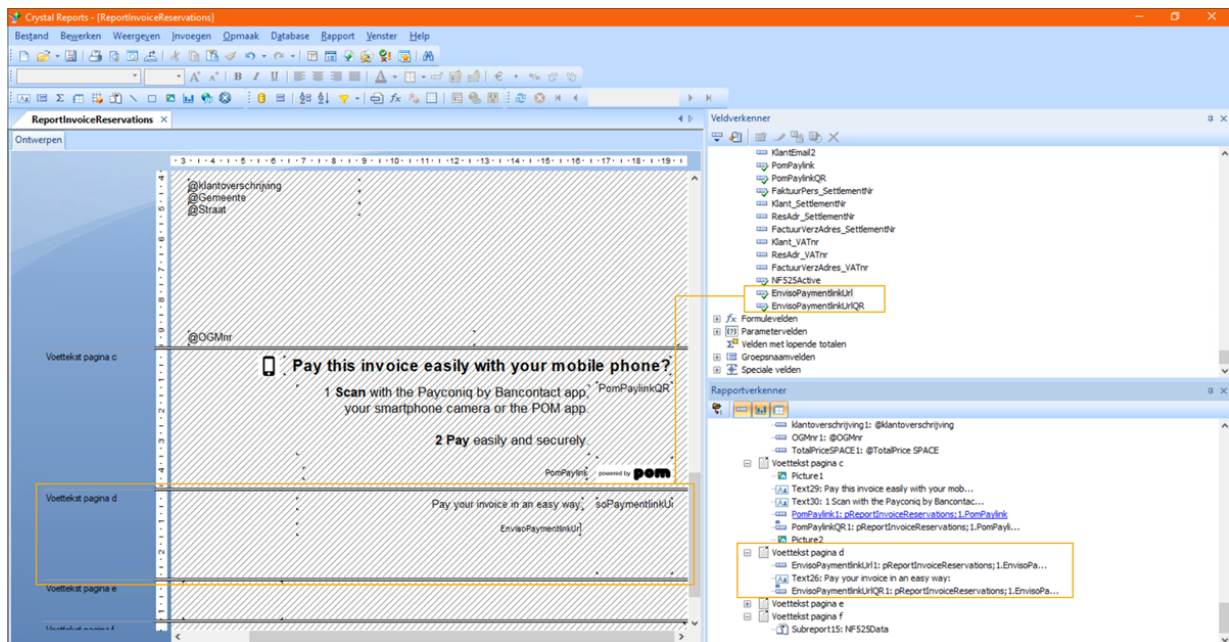 Crystal Reports - [ReportInvoiceReservations]
Bestand Bewerken Weergeven Invoegen Opmaak Database Rapport Venster Help
ReportInvoiceReservations
Ontwerpen
@klantoverschrijving
@Gemeente
@Straat
@OGMnr
Voettekst pagina c
Pay this invoice easily with your mobile phone?
1 Scan with the Payconiq by Bancontact app,
your smartphone camera or the POM app.
PomPaylinkQR
2 Pay easily and securely.
PomPaylink
powered by pom
Voettekst pagina d
Pay your invoice in an easy way:
soPaymentlinkUr
EnvisoPaymentlinkUrl
Voettekst pagina e
Voettekst pagina f
Veldverkenner
KlantEmail2
PomPaylink
PomPaylinkQR
FaktuurPers_SettlementNr
Klant_SettlementNr
ResAdr_SettlementNr
FactuurVerzAdres_SettlementNr
Klant_VATnr
ResAdr_VATnr
FactuurVerzAdres_VATnr
NF525Active
EnvisoPaymentlinkUrl
EnvisoPaymentlinkUrlQR
Formulevelden
Parametervelden
Velden met lopende totalen
Groepsnaamvelden
Speciale velden
Rapportverkenner
klantoverschrijving1: @klantoverschrijving
OGMnr1: @OGMnr
TotalPriceSPACE1: @TotalPrice SPACE
Voettekst pagina c
Picture1
Text29: Pay this invoice easily with your mob...
Text30: 1 Scan with the Payconiq by Bancontac...
PomPaylink1: pReportInvoiceReservations;1.PomPaylink
PomPaylinkQR1: pReportInvoiceReservations;1.PomPayli...
Picture2
Voettekst pagina d
EnvisoPaymentlinkUrl1: pReportInvoiceReservations;1.EnvisoPa...
Text26: Pay your invoice in an easy way:
EnvisoPaymentlinkUrlQR1: pReportInvoiceReservations;1.EnvisoPa...
Voettekst pagina e
Voettekst pagina f
Subreport15: NF525Data